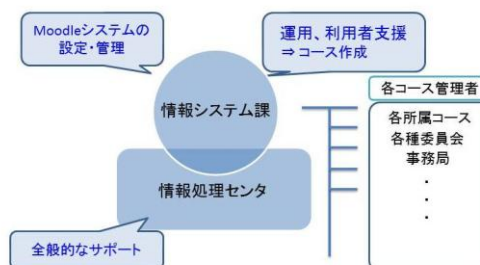 Moodleシステムの
設定・管理
運用、利用者支援
⇒コース作成
情報システム課
情報処理センタ
全般的なサポート
各コース管理者
各所属コース
各種委員会
事務局
・
・
・